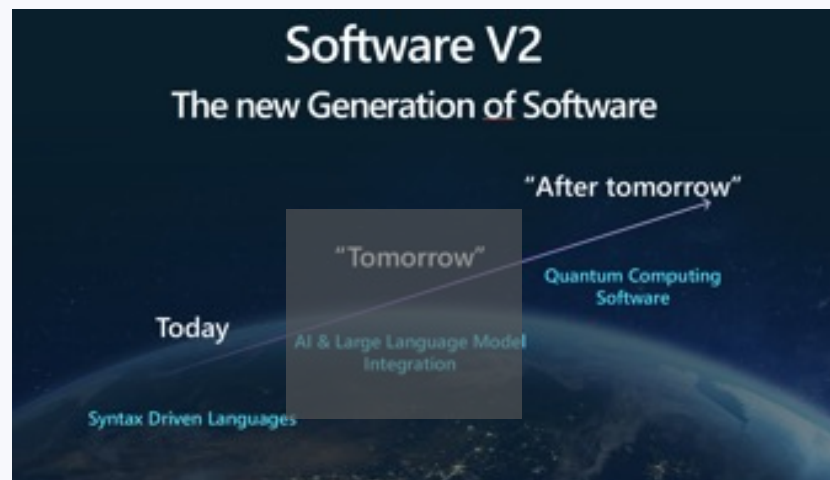 Software V2
The new Generation of Software
“After tomorrow”
“Tomorrow”
Quantum Computing
Software
Today
AI & Large Language Model
Integration
Syntax Driven Languages